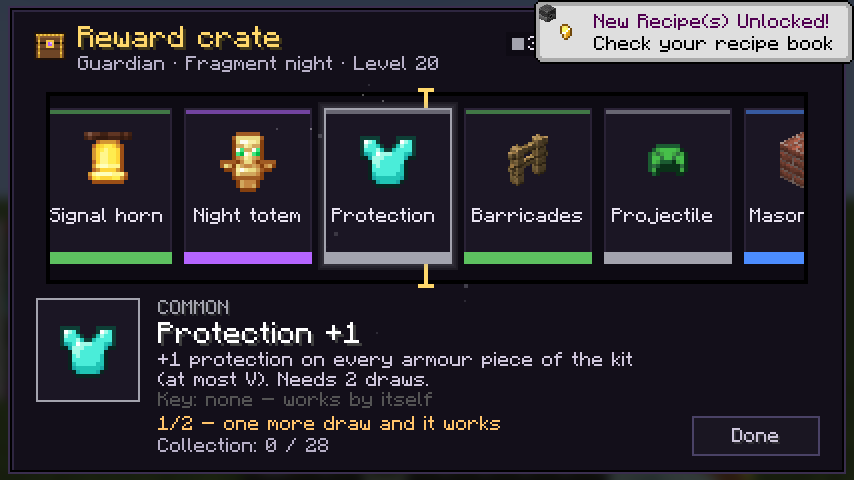 Reward crate
New Recipe(s) Unlocked!
Check your recipe book
Guardian · Fragment night · Level 20
Signal horn
Night totem
Protection
Barricades
Projectile
Mason
COMMON
Protection +1
+1 protection on every armour piece of the kit
(at most V). Needs 2 draws.
Key: none — works by itself
1/2 — one more draw and it works
Collection: 0 / 28
Done